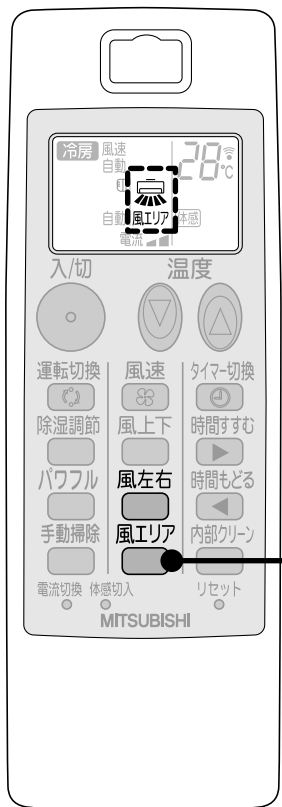 冷房 風速 28℃
自動
自動 風エリア 体感
電流
入/切 温度
運転切換 風速 タイマー切換
除湿調節 風上下 時間すすむ
パワフル 風左右 時間もどる
手動掃除 風エリア 内部クリーン
電流切換 体感切入 リセット
MITSUBISHI